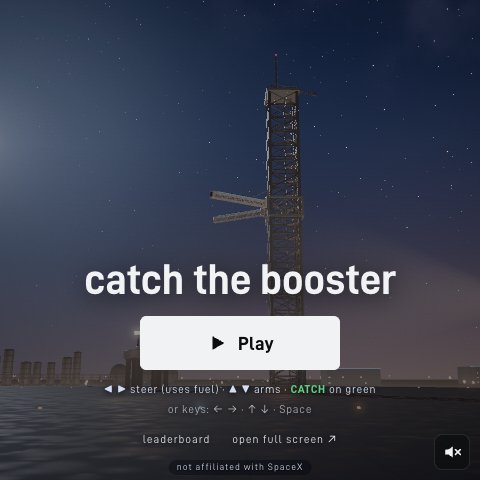 catch the booster
▶ Play
◀ ▶ steer (uses fuel) · ▲ ▼ arms · CATCH on green
or keys: ← → · ↑ ↓ · Space
leaderboard open full screen ↗
not affiliated with SpaceX